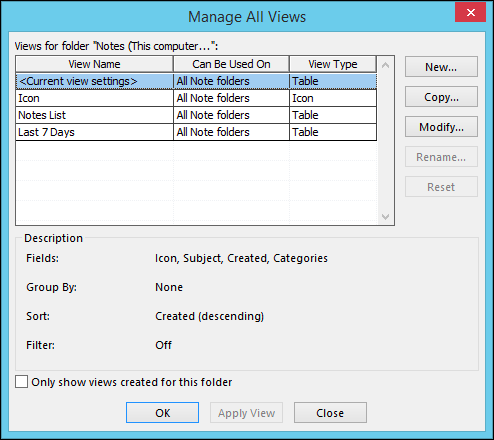 Manage All Views
Views for folder "Notes (This computer...":
View Name Can Be Used On View Type
<Current view settings> All Note folders Table
Icon All Note folders Icon
Notes List All Note folders Table
Last 7 Days All Note folders Table
New...
Copy...
Modify...
Rename...
Reset
Description
Fields: Icon, Subject, Created, Categories
Group By: None
Sort: Created (descending)
Filter: Off
Only show views created for this folder
OK Apply View Close